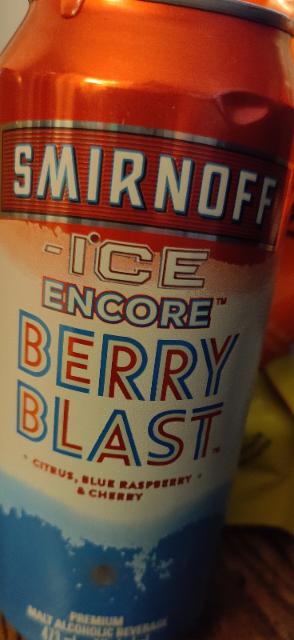 SMIRNOFF
ICE
ENCORE™
BERRY
BLAST™
• CITRUS, BLUE RASPBERRY •
& CHERRY
PREMIUM
MALT ALCOHOLIC BEVERAGE